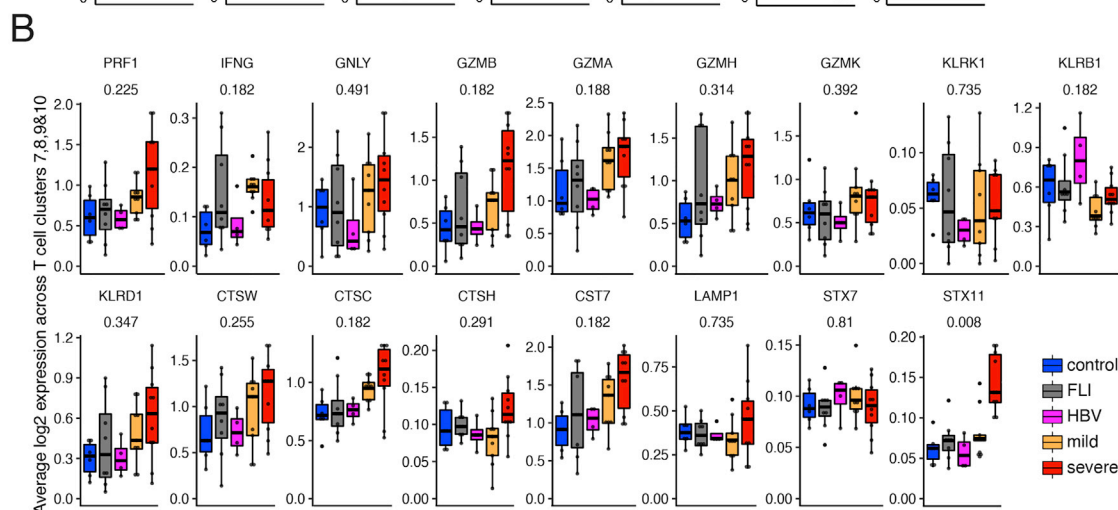 B
PRF1 IFNG GNLY GZMB GZMA GZMH GZMK KLRK1 KLRB1
0.225 0.182 0.491 0.182 0.188 0.314 0.392 0.735 0.182
Average log2 expression across T cell clusters 7,8,9&10
2.0 1.5 1.0 0.5 0.0
0.3 0.2 0.1 0.0
2 1 0
1.5 1.0 0.5 0.0
2.5 2.0 1.5 1.0 0.5 0.0
1.5 1.0 0.5 0.0
1.5 1.0 0.5 0.0
0.10 0.05 0.00
1.2 0.9 0.6 0.3 0.0
KLRD1 CTSW CTSC CTSH CST7 LAMP1 STX7 STX11
0.347 0.255 0.182 0.291 0.182 0.735 0.81 0.008
1.2 0.9 0.6 0.3 0.0
1.5 1.0 0.5 0.0
1.0 0.5 0.0
0.20 0.15 0.10 0.05 0.00
2.0 1.5 1.0 0.5 0.0
0.75 0.50 0.25 0.00
0.15 0.10 0.05 0.00
0.20 0.15 0.10 0.05 0.00
control
FLI
HBV
mild
severe